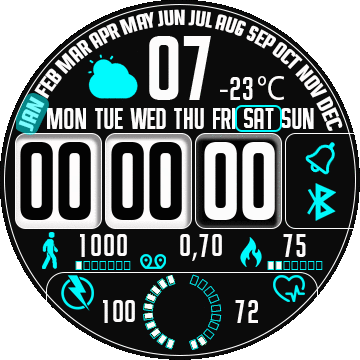 JAN FEB MAR APR MAY JUN JUL AUG SEP OCT NOV DEC
07
-23°C
MON TUE WED THU FRI SAT SUN
00 00 00
1000 0,70 75
100 72